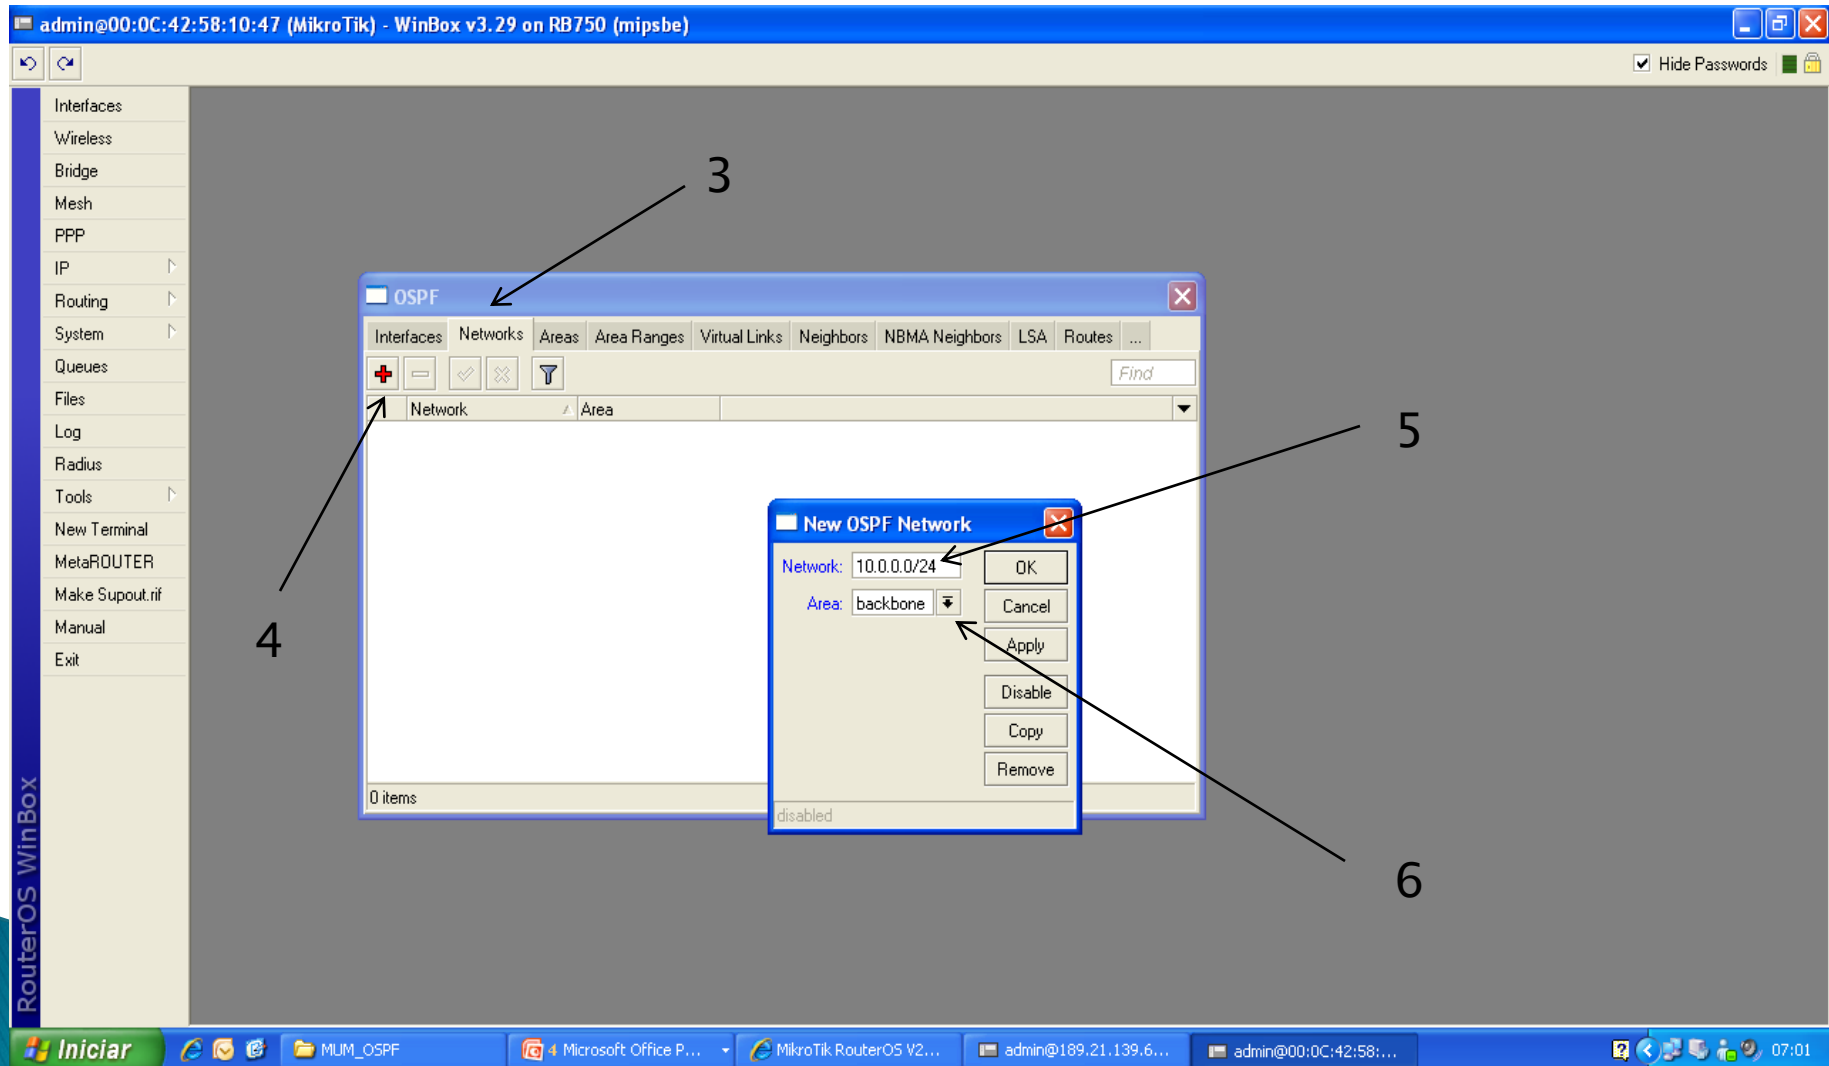 admin@00:0C:42:58:10:47 (MikroTik) - WinBox v3.29 on RB750 (mipsbe)
Hide Passwords
Interfaces
Wireless
Bridge
Mesh
PPP
IP
Routing
System
Queues
Files
Log
Radius
Tools
New Terminal
MetaROUTER
Make Supout.rif
Manual
Exit
RouterOS WinBox
3
OSPF
Interfaces Networks Areas Area Ranges Virtual Links Neighbors NBMA Neighbors LSA Routes ...
Find
Network Area
5
New OSPF Network
Network: 10.0.0.0/24 OK
Area: backbone Cancel
Apply
4
Disable
Copy
Remove
0 items
disabled
6
Iniciar
MUM_OSPF
4 Microsoft Office P...
MikroTik RouterOS V2...
admin@189.21.139.6...
admin@00:0C:42:58:...
07:01